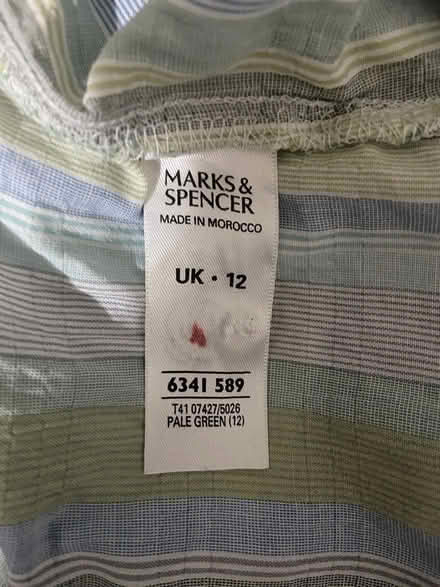 MARKS &
SPENCER
MADE IN MOROCCO
UK · 12
6341 589
T41 07427/5026
PALE GREEN (12)